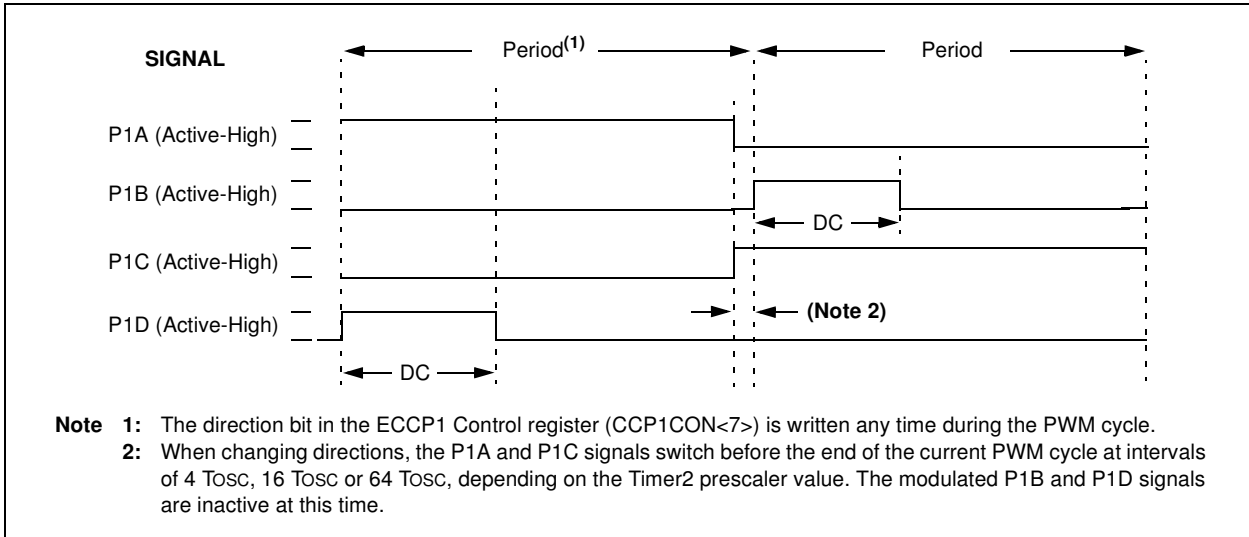 Period(1)
Period
SIGNAL
P1A (Active-High)
P1B (Active-High)
DC
P1C (Active-High)
P1D (Active-High)
(Note 2)
DC
Note 1: The direction bit in the ECCP1 Control register (CCP1CON<7>) is written any time during the PWM cycle.
2: When changing directions, the P1A and P1C signals switch before the end of the current PWM cycle at intervals
of 4 TOSC, 16 TOSC or 64 TOSC, depending on the Timer2 prescaler value. The modulated P1B and P1D signals
are inactive at this time.